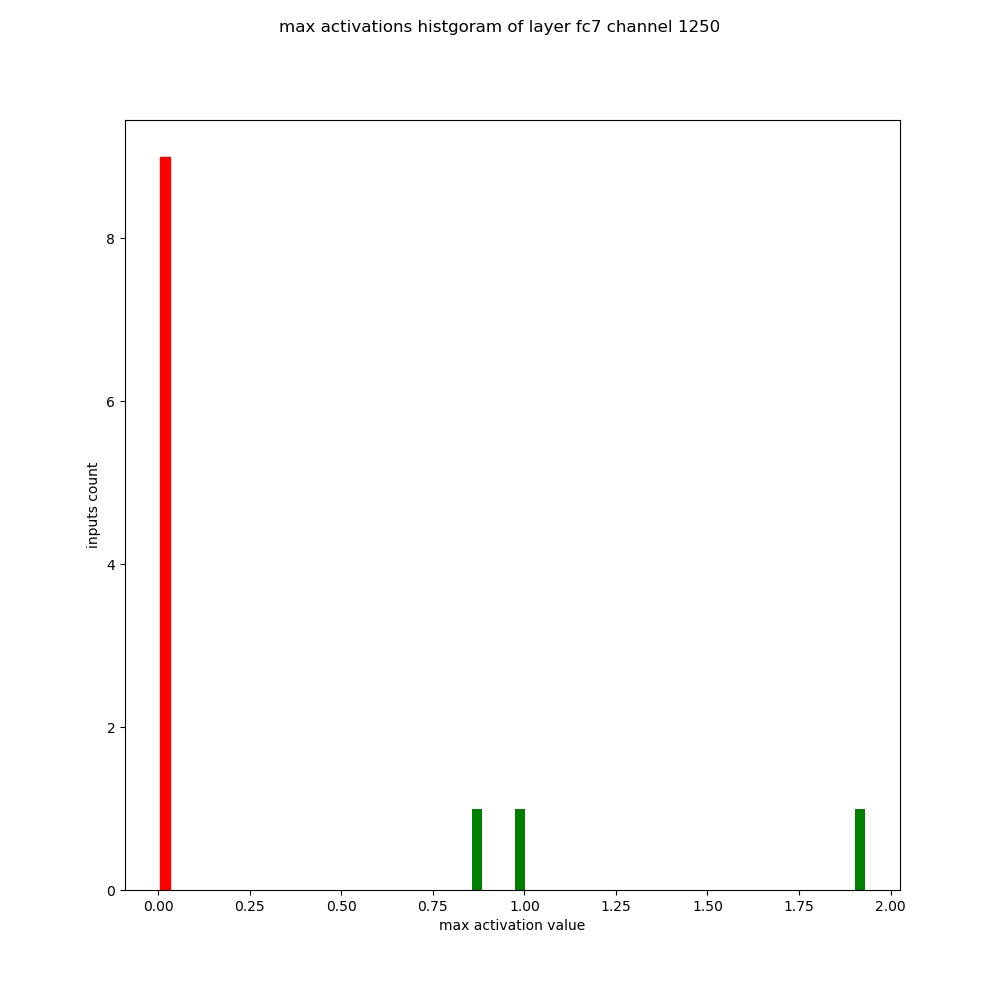 max activations histgoram of layer fc7 channel 1250
8
6
4
2
0
inputs count
0.00 0.25 0.50 0.75 1.00 1.25 1.50 1.75 2.00
max activation value